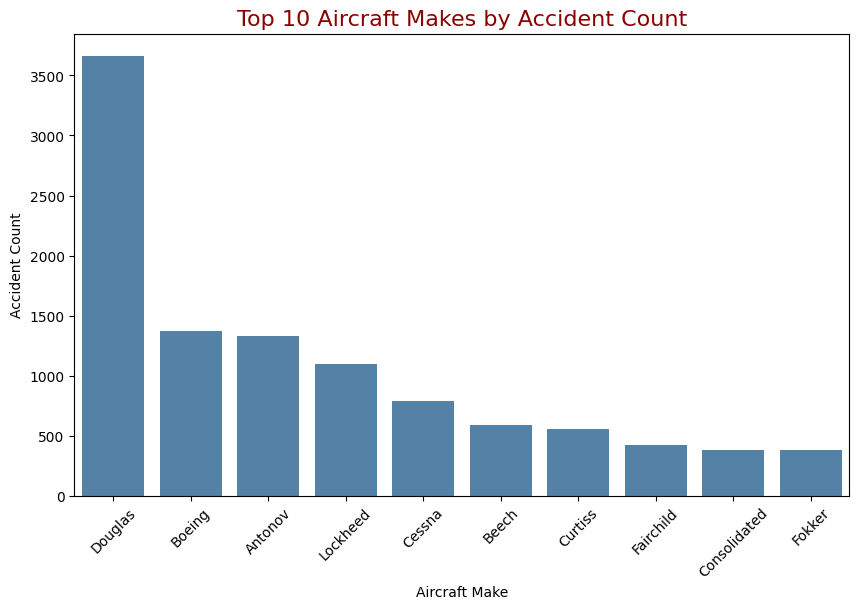 Top 10 Aircraft Makes by Accident Count
Accident Count
3500
3000
2500
2000
1500
1000
500
0
Douglas
Boeing
Antonov
Lockheed
Cessna
Beech
Curtiss
Fairchild
Consolidated
Fokker
Aircraft Make